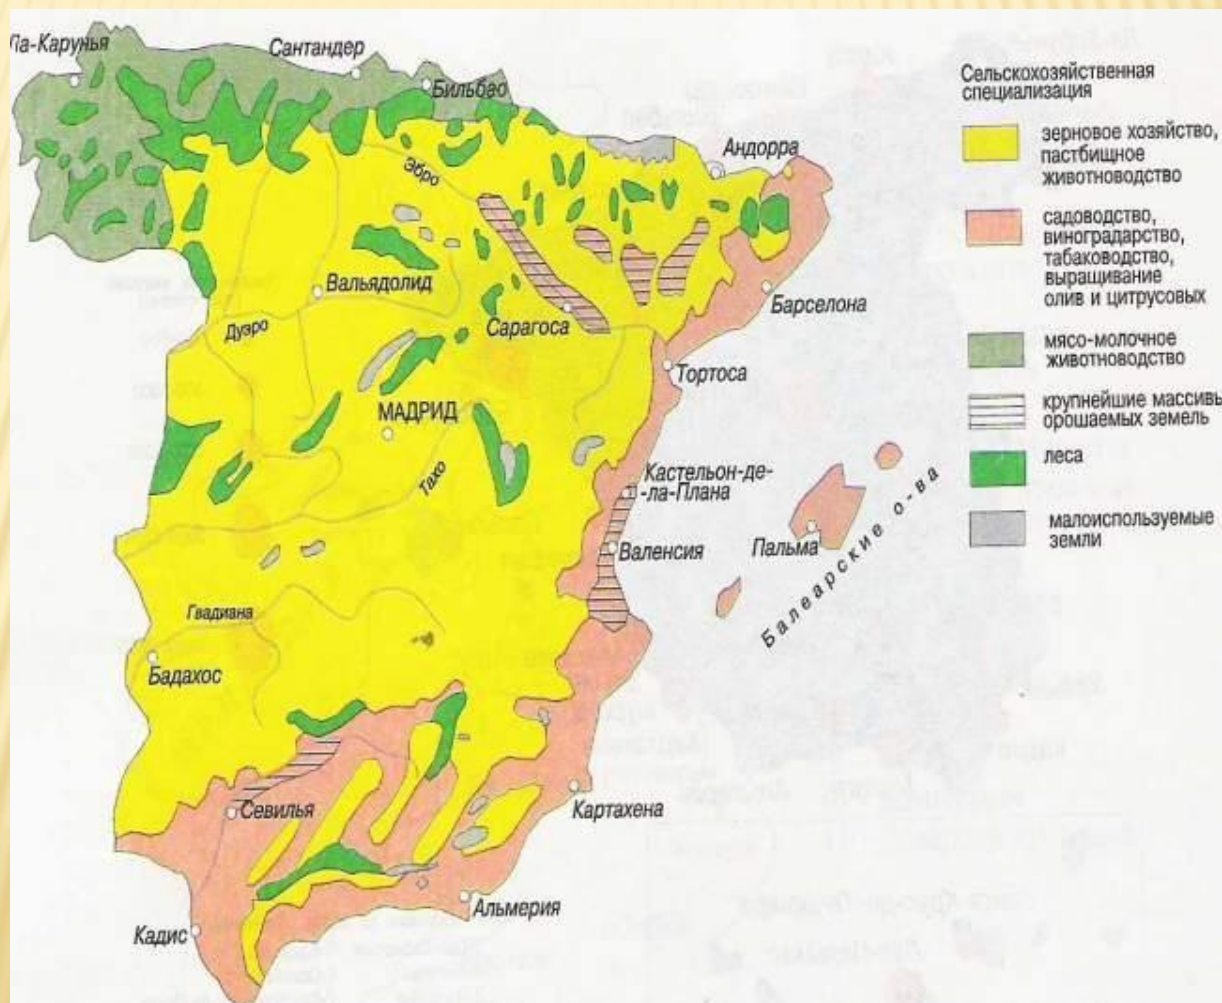 Ла-Карунья
Сантандер
Бильбао
Андорра
Эбро
Вальядолид
Дуэро
Сарагоса
Барселона
Тортоса
МАДРИД
Тахо
Кастельон-де-
-ла-Плана
Валенсия
Пальма
Балеарские о-ва
Гвадиана
Бадахос
Севилья
Картахена
Альмерия
Кадис
Сельскохозяйственная
специализация
зерновое хозяйство,
пастбищное
животноводство
садоводство,
виноградарство,
табаководство,
выращивание
олив и цитрусовых
мясо-молочное
животноводство
крупнейшие массивы
орошаемых земель
леса
малоиспользуемые
земли